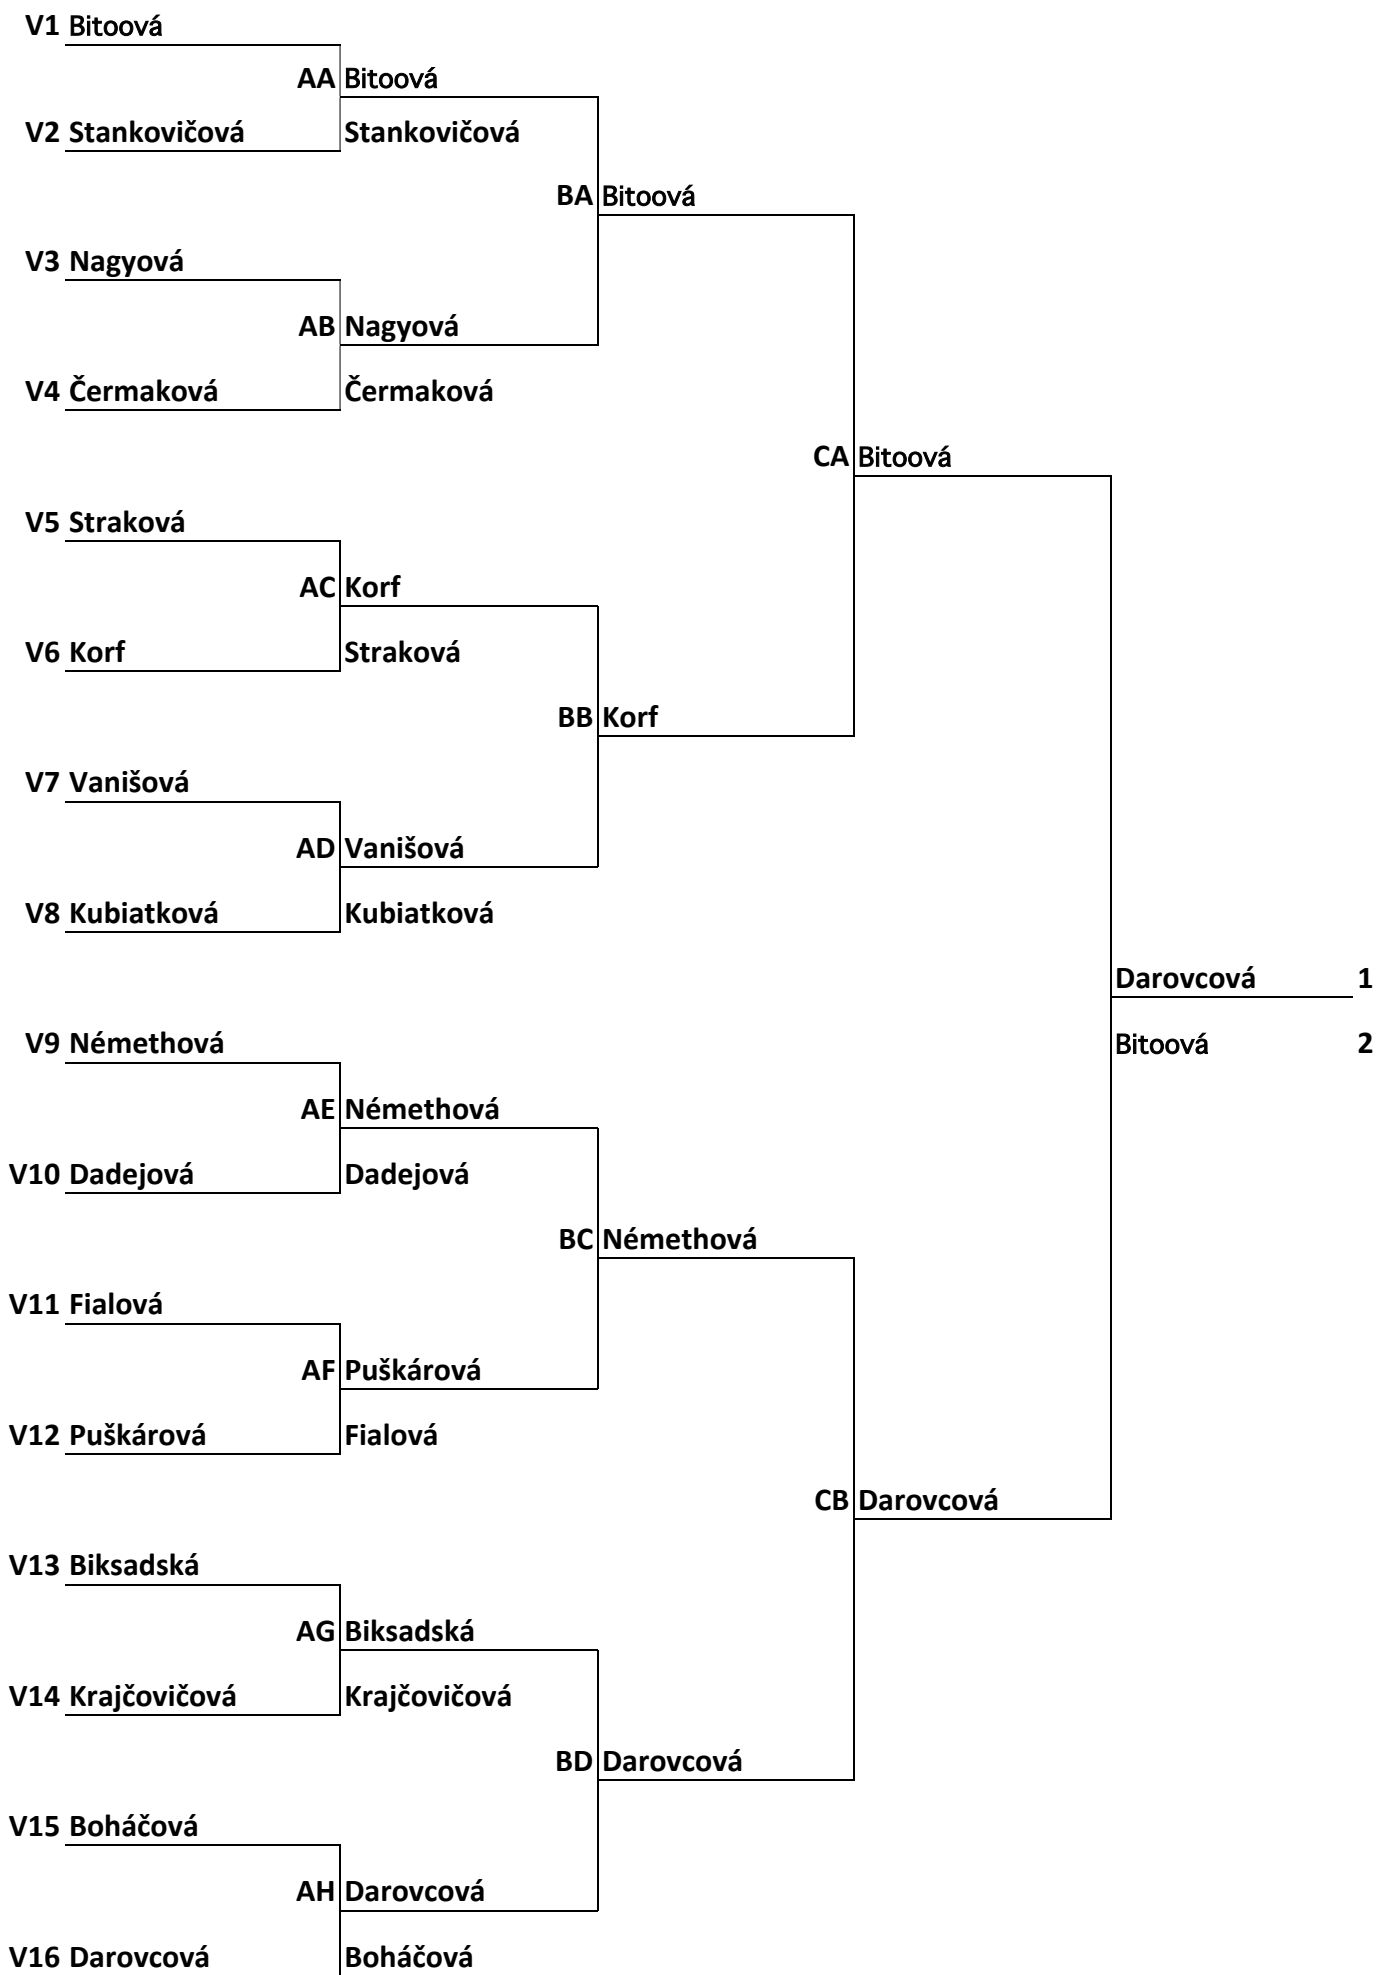 V1 Bitoová
AA Bitoová
V2 Stankovičová Stankovičová
BA Bitoová
V3 Nagyová
AB Nagyová
V4 Čermaková Čermaková
CA Bitoová
V5 Straková
AC Korf
V6 Korf Straková
BB Korf
V7 Vanišová
AD Vanišová
V8 Kubiatková Kubiatková
Darovcová 1
V9 Némethová Bitoová 2
AE Némethová
V10 Dadejová Dadejová
BC Némethová
V11 Fialová
AF Puškárová
V12 Puškárová Fialová
CB Darovcová
V13 Biksadská
AG Biksadská
V14 Krajčovičová Krajčovičová
BD Darovcová
V15 Boháčová
AH Darovcová
V16 Darovcová Boháčová